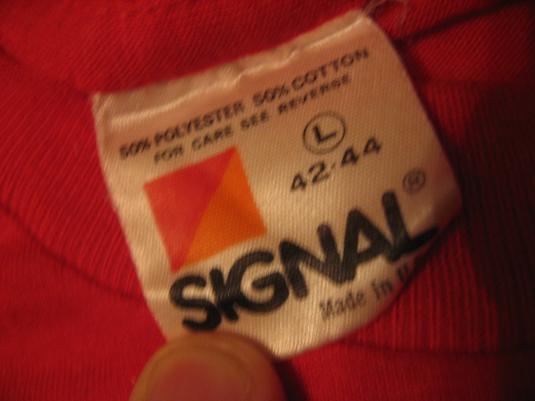 50% POLYESTER 50% COTTON
FOR CARE SEE REVERSE
L
42-44
SIGNAL®
Made in